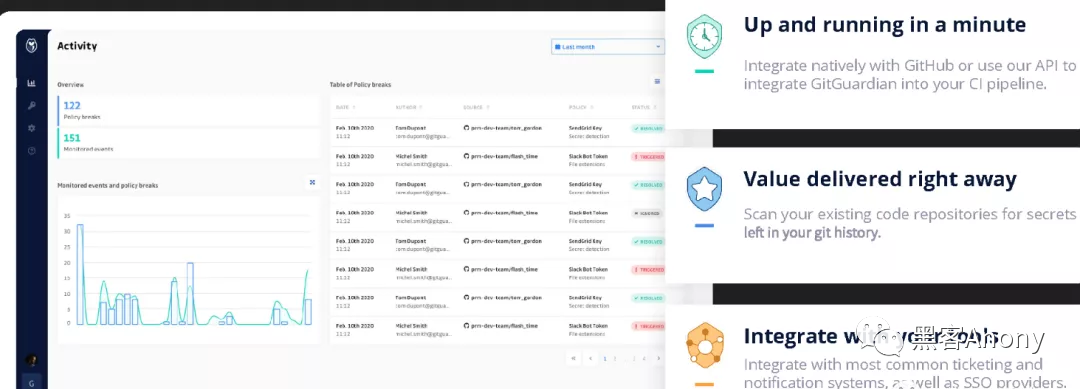 Activity
Last month
Overview
122
Policy breaks
151
Monitored events
Monitored events and policy breaks
35
30
25
20
15
10
5
0
Table of Policy breaks
DATE AUTHOR SOURCE POLICY STATUS
Feb. 10th 2020 Tom Dupont prm-dev-team/tom_gordon SendGrid Key RESOLVED
11:12 tom.dupont@gitgua... Secret detection
Feb. 10th 2020 Michel Smith prm-dev-team/flash_time Slack Bot Token TRIGGERED
11:12 michel.smith@gitgua... File extensions
Feb. 10th 2020 Tom Dupont prm-dev-team/tom_gordon SendGrid Key RESOLVED
11:12 tom.dupont@gitgua... Secret detection
Feb. 10th 2020 Michel Smith prm-dev-team/flash_time Slack Bot Token IGNORED
11:12 michel.smith@gitgua... File extensions
Feb. 10th 2020 Tom Dupont prm-dev-team/tom_gordon SendGrid Key RESOLVED
11:12 tom.dupont@gitgua... Secret detection
Feb. 10th 2020 Michel Smith prm-dev-team/flash_time Slack Bot Token TRIGGERED
11:12 michel.smith@gitgua... File extensions
Feb. 10th 2020 Tom Dupont prm-dev-team/tom_gordon SendGrid Key RESOLVED
11:12 tom.dupont@gitgua... Secret detection
Feb. 10th 2020 Michel Smith prm-dev-team/flash_time Slack Bot Token TRIGGERED
11:12 michel.smith@gitgua... File extensions
1
G
Up and running in a minute
Integrate natively with GitHub or use our API to
integrate GitGuardian into your CI pipeline.
Value delivered right away
Scan your existing code repositories for secrets
left in your git history.
Integrate with your
Integrate with most common ticketing and
notification systems, as well as SSO providers.
黑客Anony